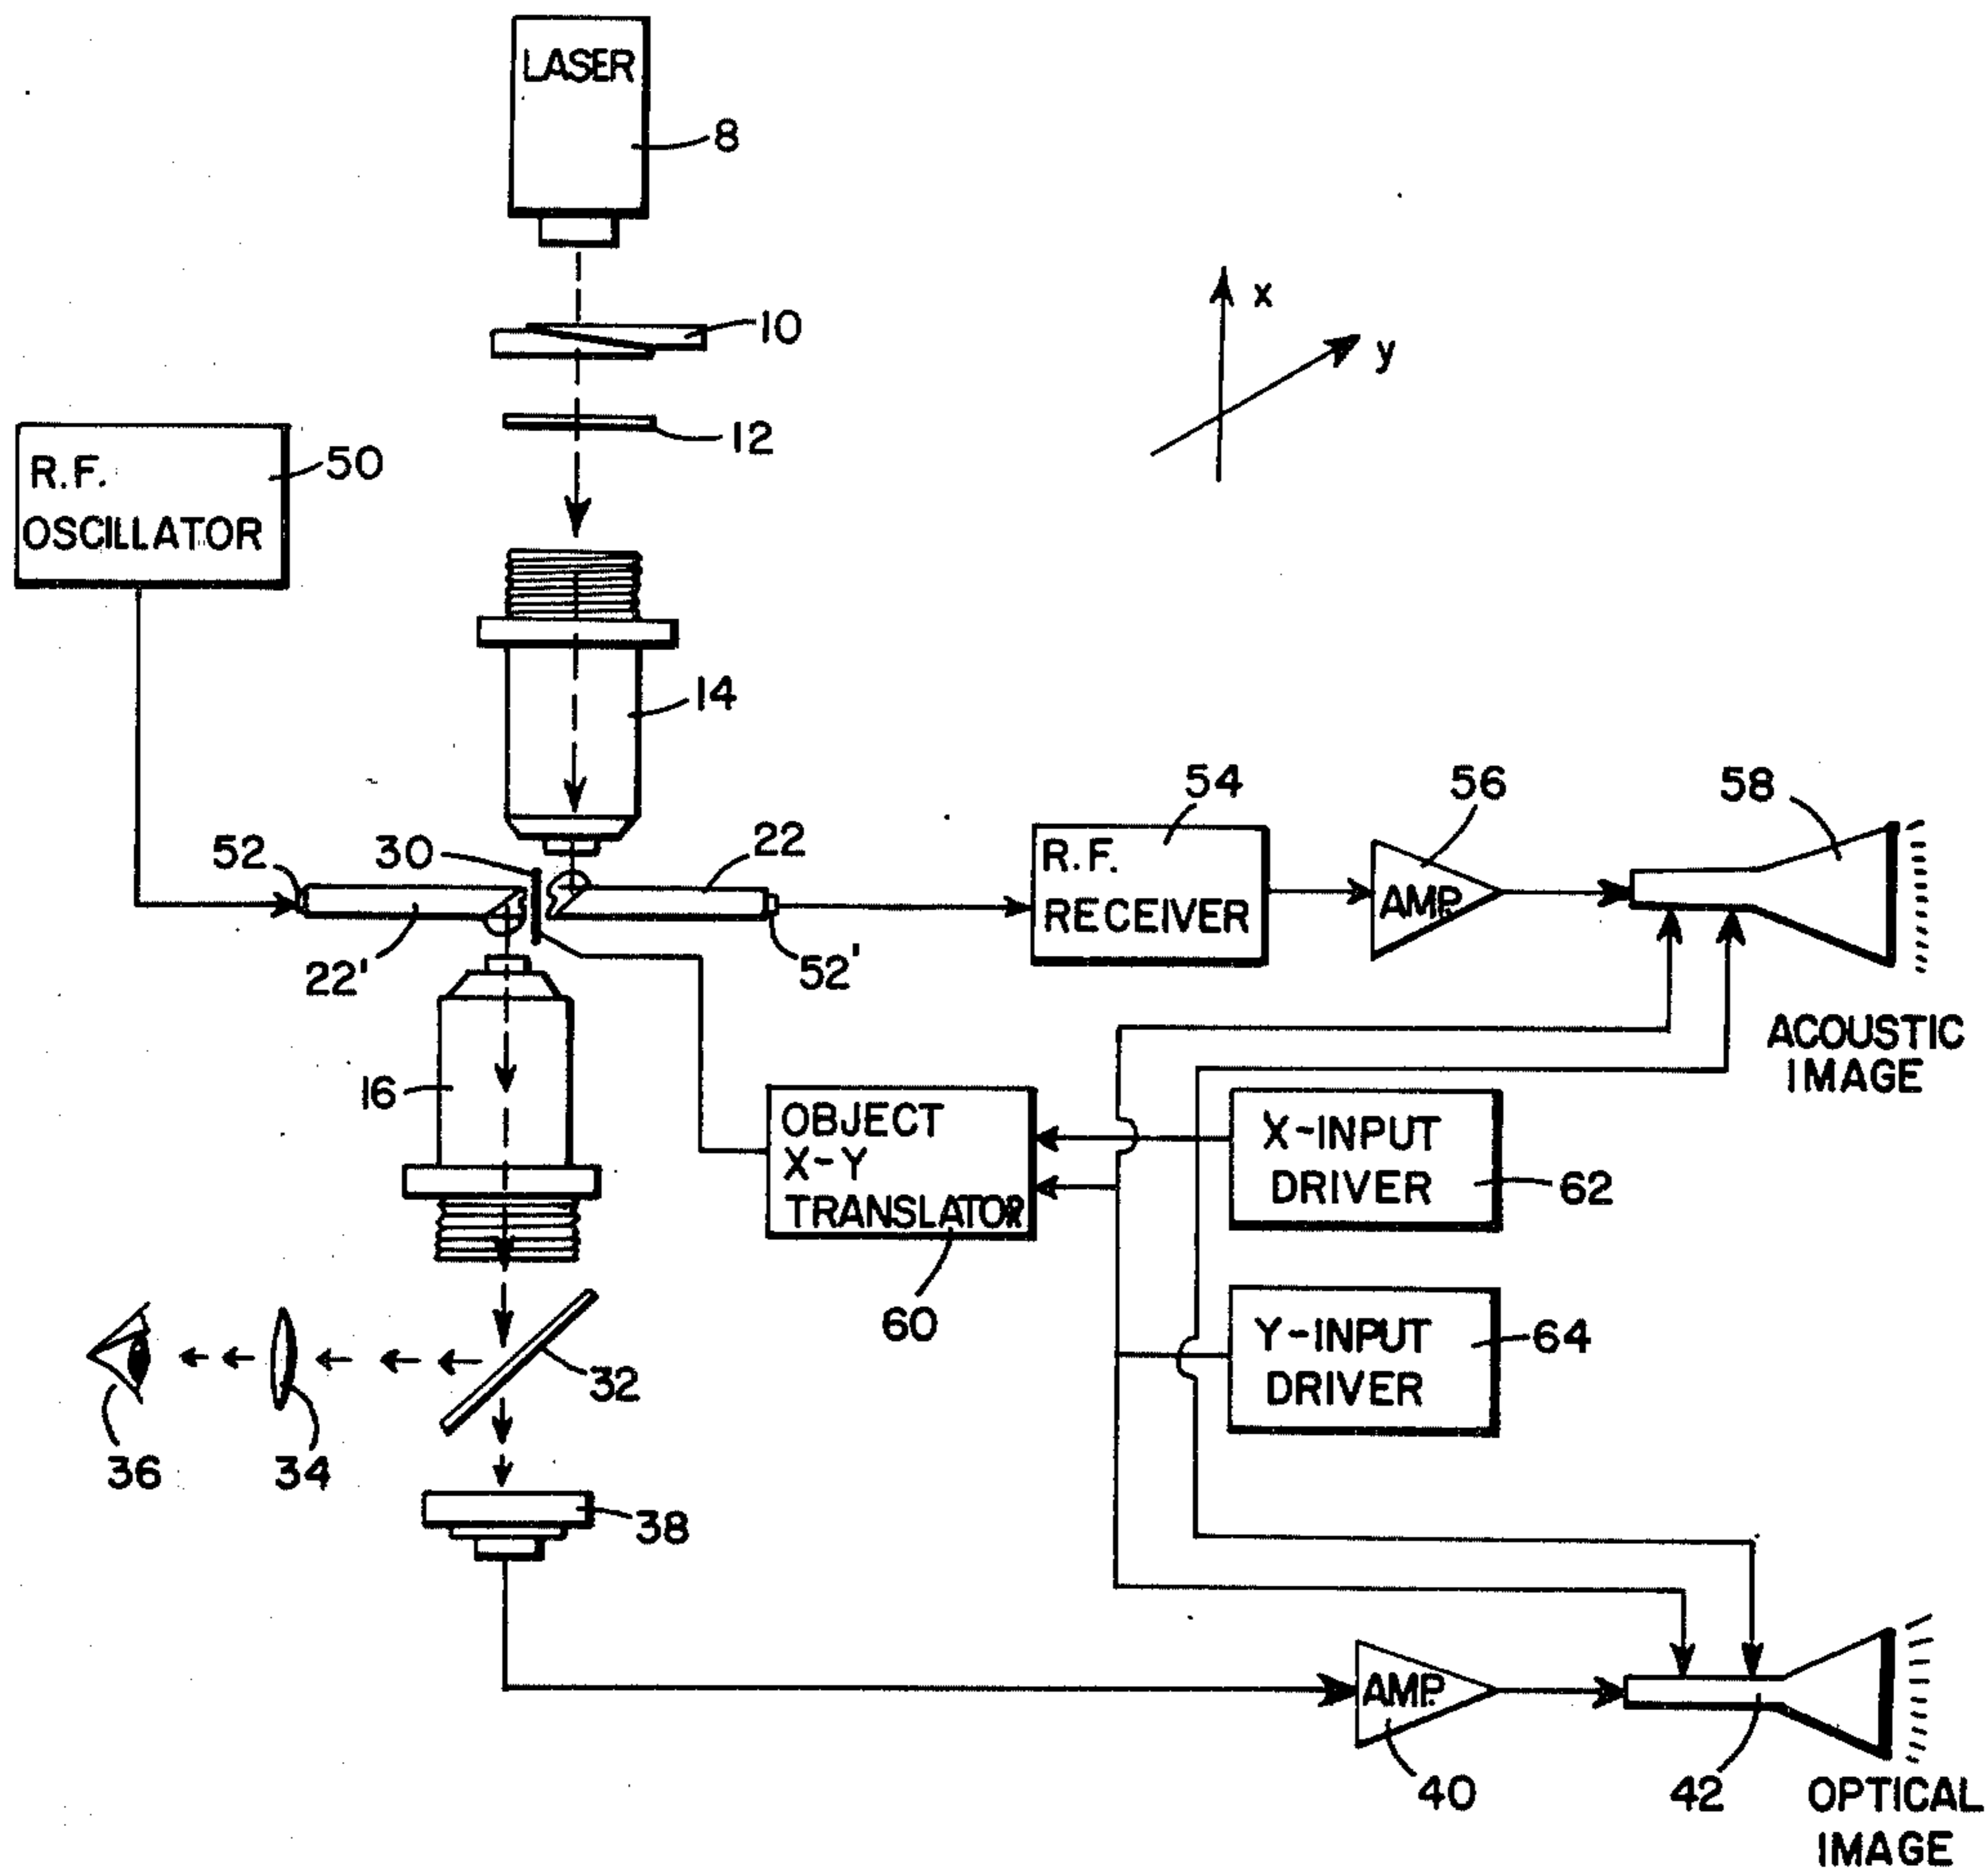 LASER
8
10
x
y
12
R.F.
OSCILLATOR
50
14
54
56
58
52
30
22
R.F.
RECEIVER
AMP.
22'
52'
ACOUSTIC
IMAGE
16
OBJECT
X-Y
TRANSLATOR
X-INPUT
DRIVER
62
60
Y-INPUT
DRIVER
64
32
36
34
38
AMP.
40
42
OPTICAL
IMAGE